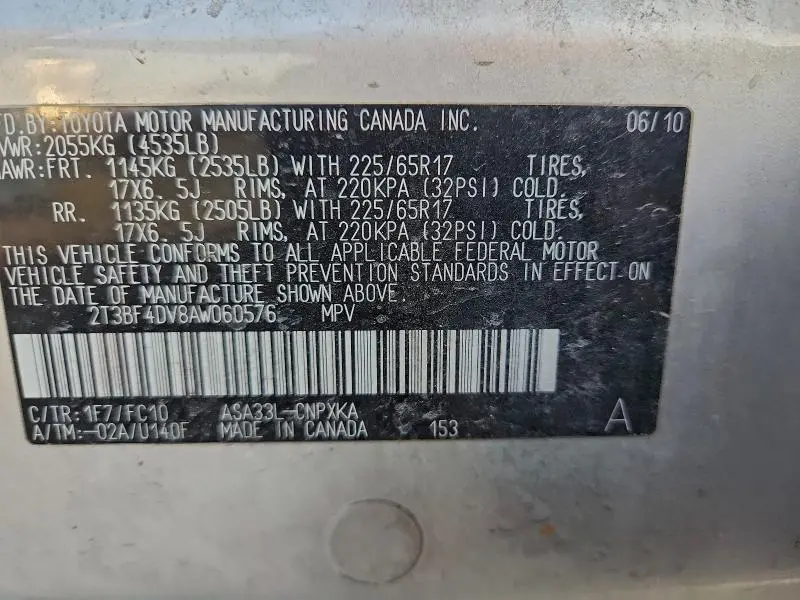 FD.BY:TOYOTA MOTOR MANUFACTURING CANADA INC. 06/10
VWR:2055KG (4535LB)
AWR:FRT. 1145KG (2535LB) WITH 225/65R17 TIRES,
17X6. 5J RIMS, AT 220KPA (32PSI) COLD.
RR. 1135KG (2505LB) WITH 225/65R17 TIRES,
17X6. 5J RIMS, AT 220KPA (32PSI) COLD.
THIS VEHICLE CONFORMS TO ALL APPLICABLE FEDERAL MOTOR
VEHICLE SAFETY AND THEFT PREVENTION STANDARDS IN EFFECT ON
THE DATE OF MANUFACTURE SHOWN ABOVE.
2T3BF4DV8AW060576 MPV
C/TR:1F7/FC10 ASA33L-CNPXKA
A/TM:-02A/U140F MADE IN CANADA 153 A